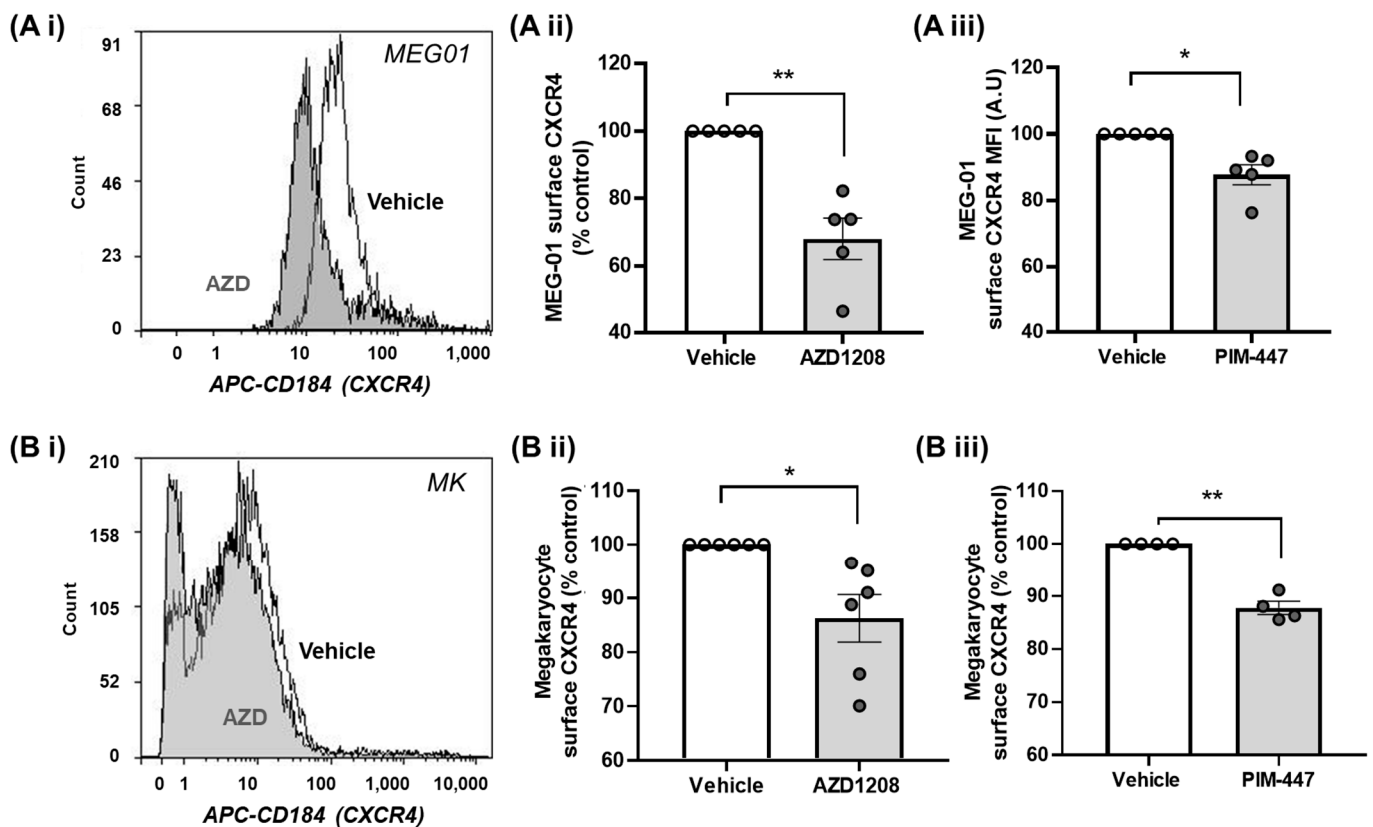 (A i)
MEG01
91
68
46
23
0
Count
Vehicle
AZD
0 1 10 100 1,000
APC-CD184 (CXCR4)
(A ii)
120
100
80
60
40
MEG-01 surface CXCR4
(% control)
**
Vehicle AZD1208
(A iii)
120
100
80
60
40
MEG-01
surface CXCR4 MFI (A.U)
*
Vehicle PIM-447
(B i)
MK
210
158
105
52
0
Count
Vehicle
AZD
0 1 10 100 1,000 10,000
APC-CD184 (CXCR4)
(B ii)
110
100
90
80
70
60
Megakaryocyte
surface CXCR4 (% control)
*
Vehicle AZD1208
(B iii)
110
100
90
80
70
60
Megakaryocyte
surface CXCR4 (% control)
**
Vehicle PIM-447